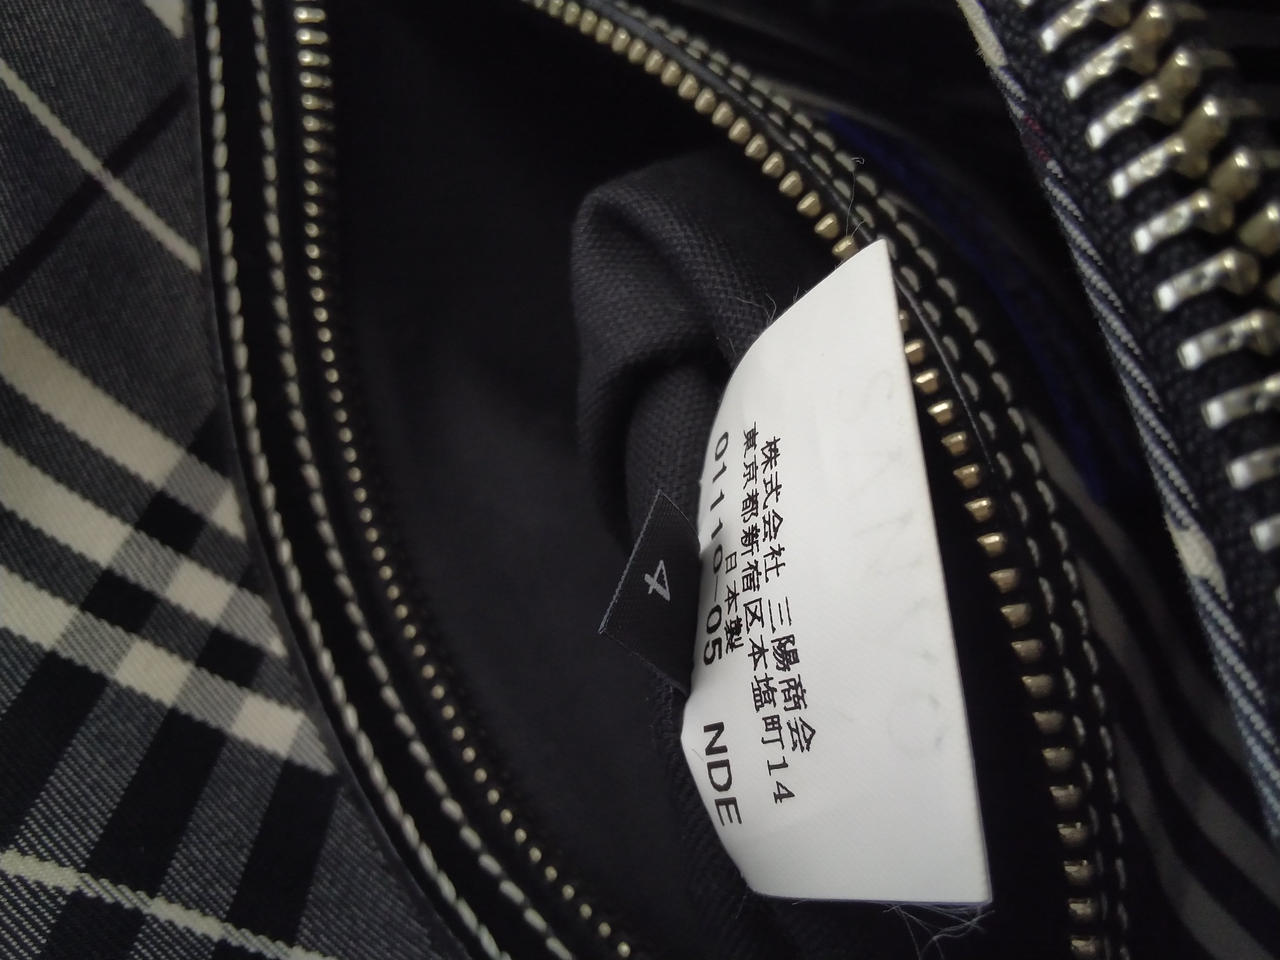 株式会社 三陽商会
東京都新宿区本塩町14
日本製
01110-05 NDE
4